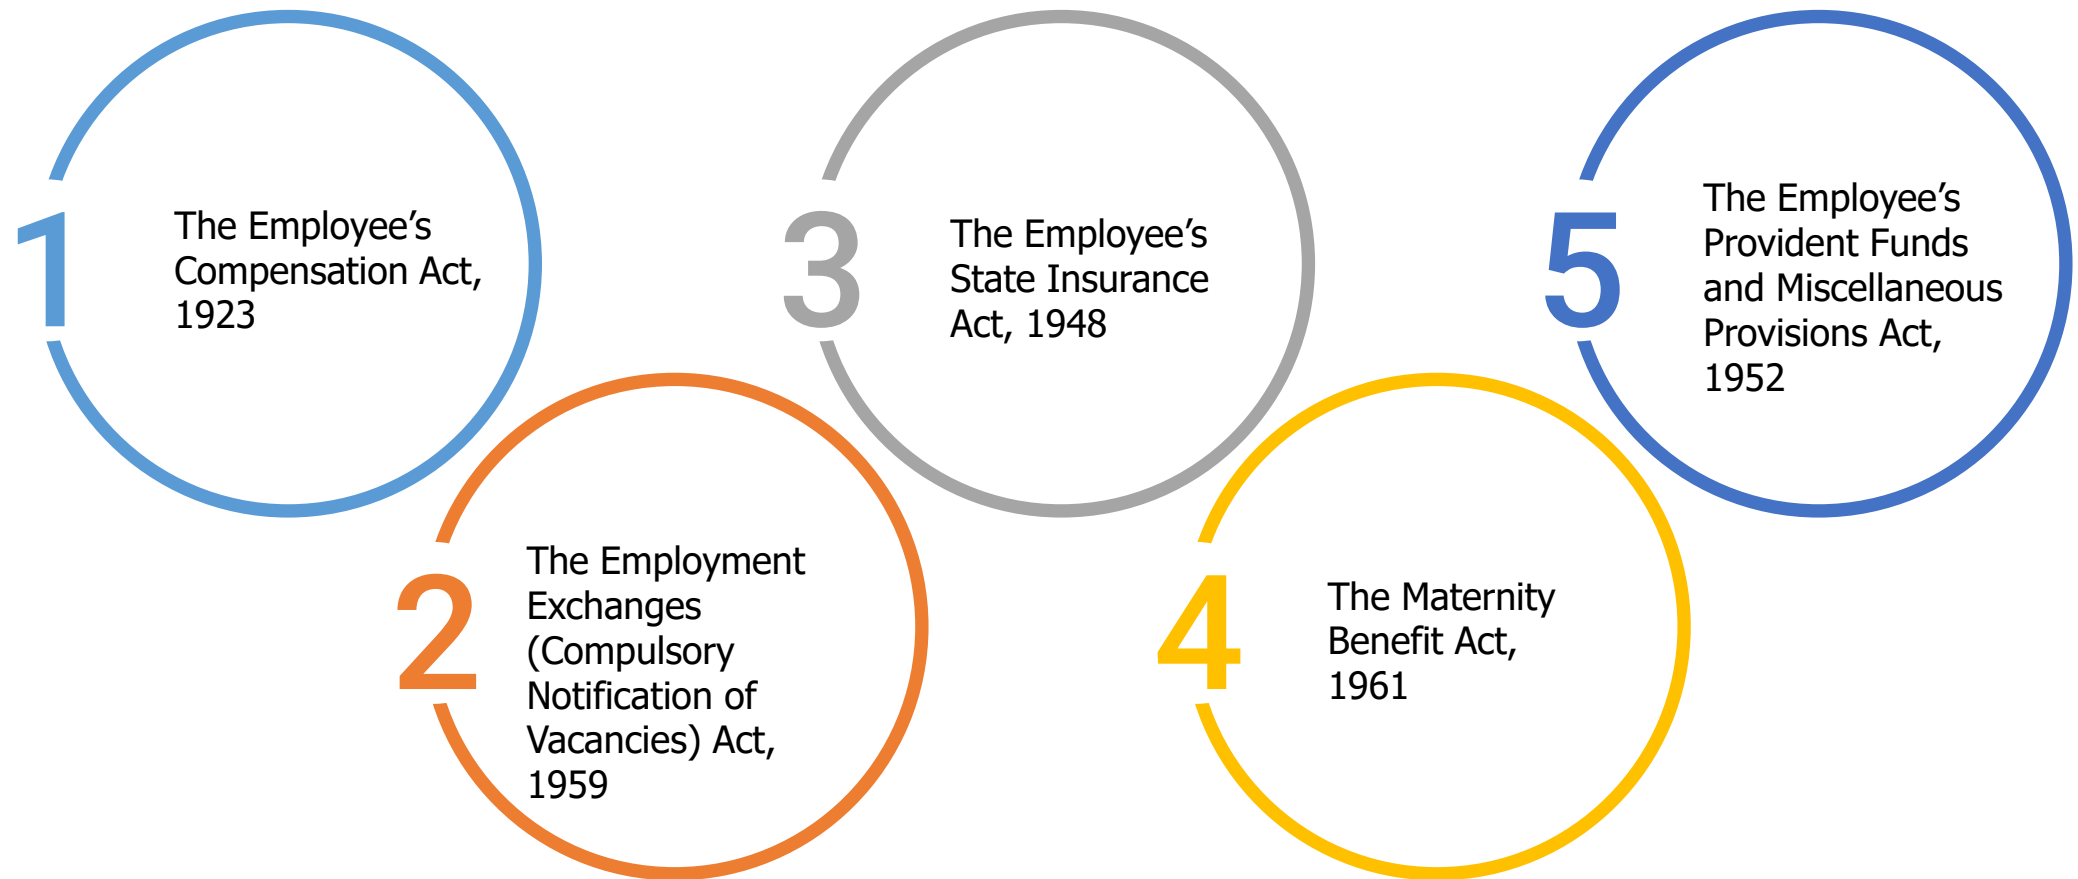 1
The Employee’s
Compensation Act,
1923
2
The Employment
Exchanges
(Compulsory
Notification of
Vacancies) Act,
1959
3
The Employee’s
State Insurance
Act, 1948
4
The Maternity
Benefit Act,
1961
5
The Employee’s
Provident Funds
and Miscellaneous
Provisions Act,
1952